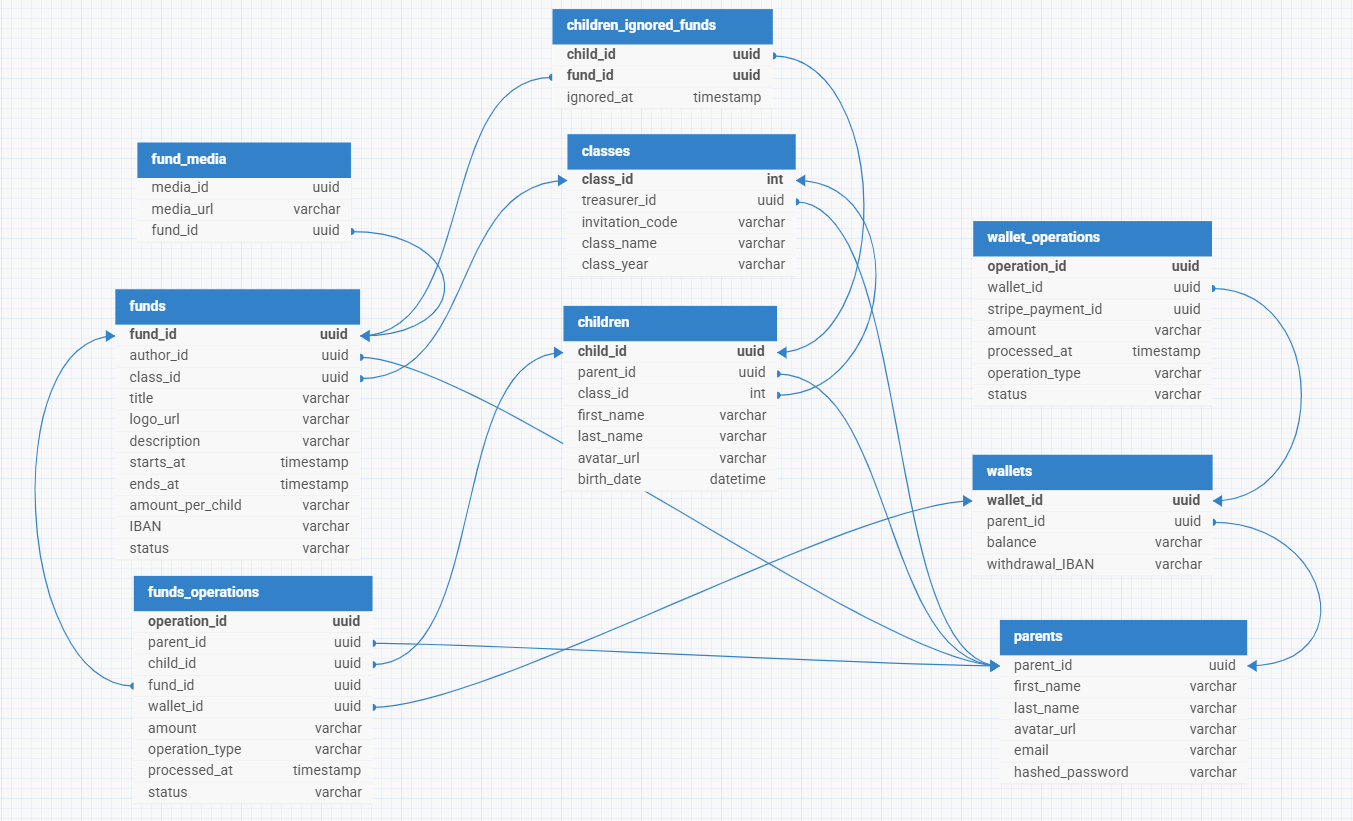 children_ignored_funds
child_id uuid
fund_id uuid
ignored_at timestamp
fund_media
media_id uuid
media_url varchar
fund_id uuid
classes
class_id int
treasurer_id uuid
invitation_code varchar
class_name varchar
class_year varchar
wallet_operations
operation_id uuid
wallet_id uuid
stripe_payment_id uuid
amount varchar
processed_at timestamp
operation_type varchar
status varchar
funds
fund_id uuid
author_id uuid
class_id uuid
title varchar
logo_url varchar
description varchar
starts_at timestamp
ends_at timestamp
amount_per_child varchar
IBAN varchar
status varchar
children
child_id uuid
parent_id uuid
class_id int
first_name varchar
last_name varchar
avatar_url varchar
birth_date datetime
wallets
wallet_id uuid
parent_id uuid
balance varchar
withdrawal_IBAN varchar
funds_operations
operation_id uuid
parent_id uuid
child_id uuid
fund_id uuid
wallet_id uuid
amount varchar
operation_type varchar
processed_at timestamp
status varchar
parents
parent_id uuid
first_name varchar
last_name varchar
avatar_url varchar
email varchar
hashed_password varchar